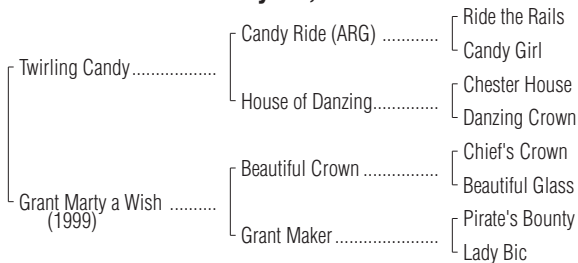 Ride the Rails
Candy Ride (ARG) ............
Candy Girl
Twirling Candy..................
Chester House
House of Danzing..............
Danzing Crown
Chief's Crown
Beautiful Crown ................
Beautiful Glass
Grant Marty a Wish ..........
(1999)
Pirate's Bounty
Grant Maker......................
Lady Bic